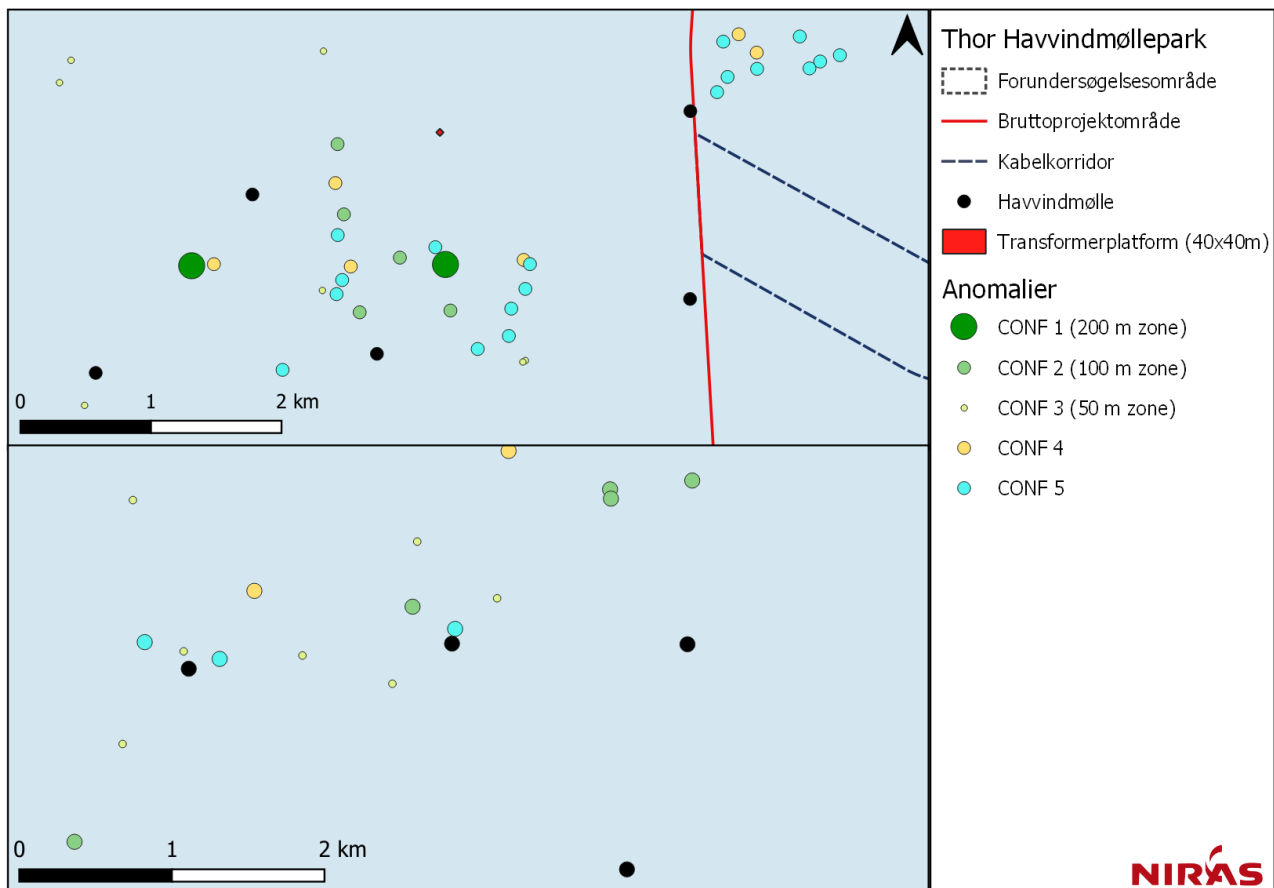 Thor Havvindmøllepark
Forundersøgelsesområde
Bruttoprojektområde
Kabelkorridor
Havvindmølle
Transformerplatform (40x40m)
Anomalier
CONF 1 (200 m zone)
CONF 2 (100 m zone)
CONF 3 (50 m zone)
CONF 4
CONF 5
0 1 2 km
0 1 2 km
NIRAS